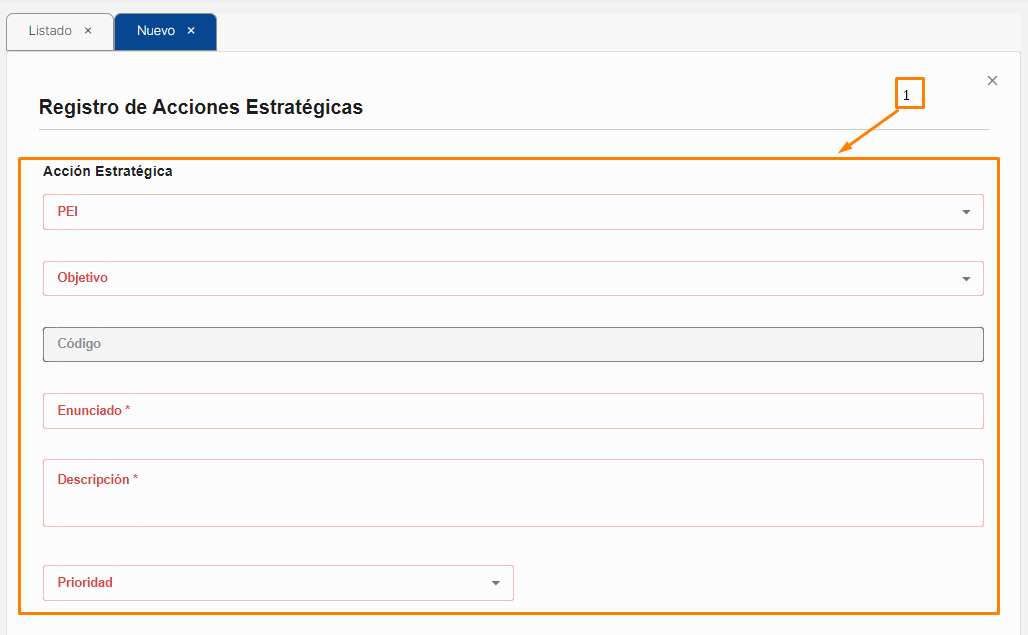 Listado × Nuevo ×
×
1
Registro de Acciones Estratégicas
Acción Estratégica
PEI
Objetivo
Código
Enunciado *
Descripción *
Prioridad